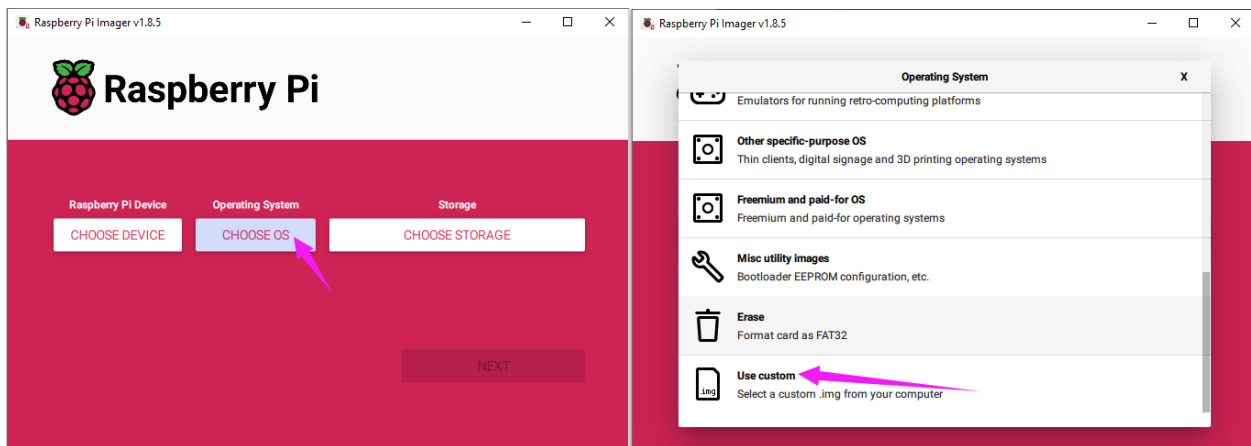 Raspberry Pi Imager v1.8.5
Raspberry Pi
Raspberry Pi Device
Operating System
Storage
CHOOSE DEVICE
CHOOSE OS
CHOOSE STORAGE
NEXT
Raspberry Pi Imager v1.8.5
Operating System
X
Emulators for running retro-computing platforms
Other specific-purpose OS
Thin clients, digital signage and 3D printing operating systems
Freemium and paid-for OS
Freemium and paid-for operating systems
Misc utility images
Bootloader EEPROM configuration, etc.
Erase
Format card as FAT32
Use custom
.img
Select a custom .img from your computer